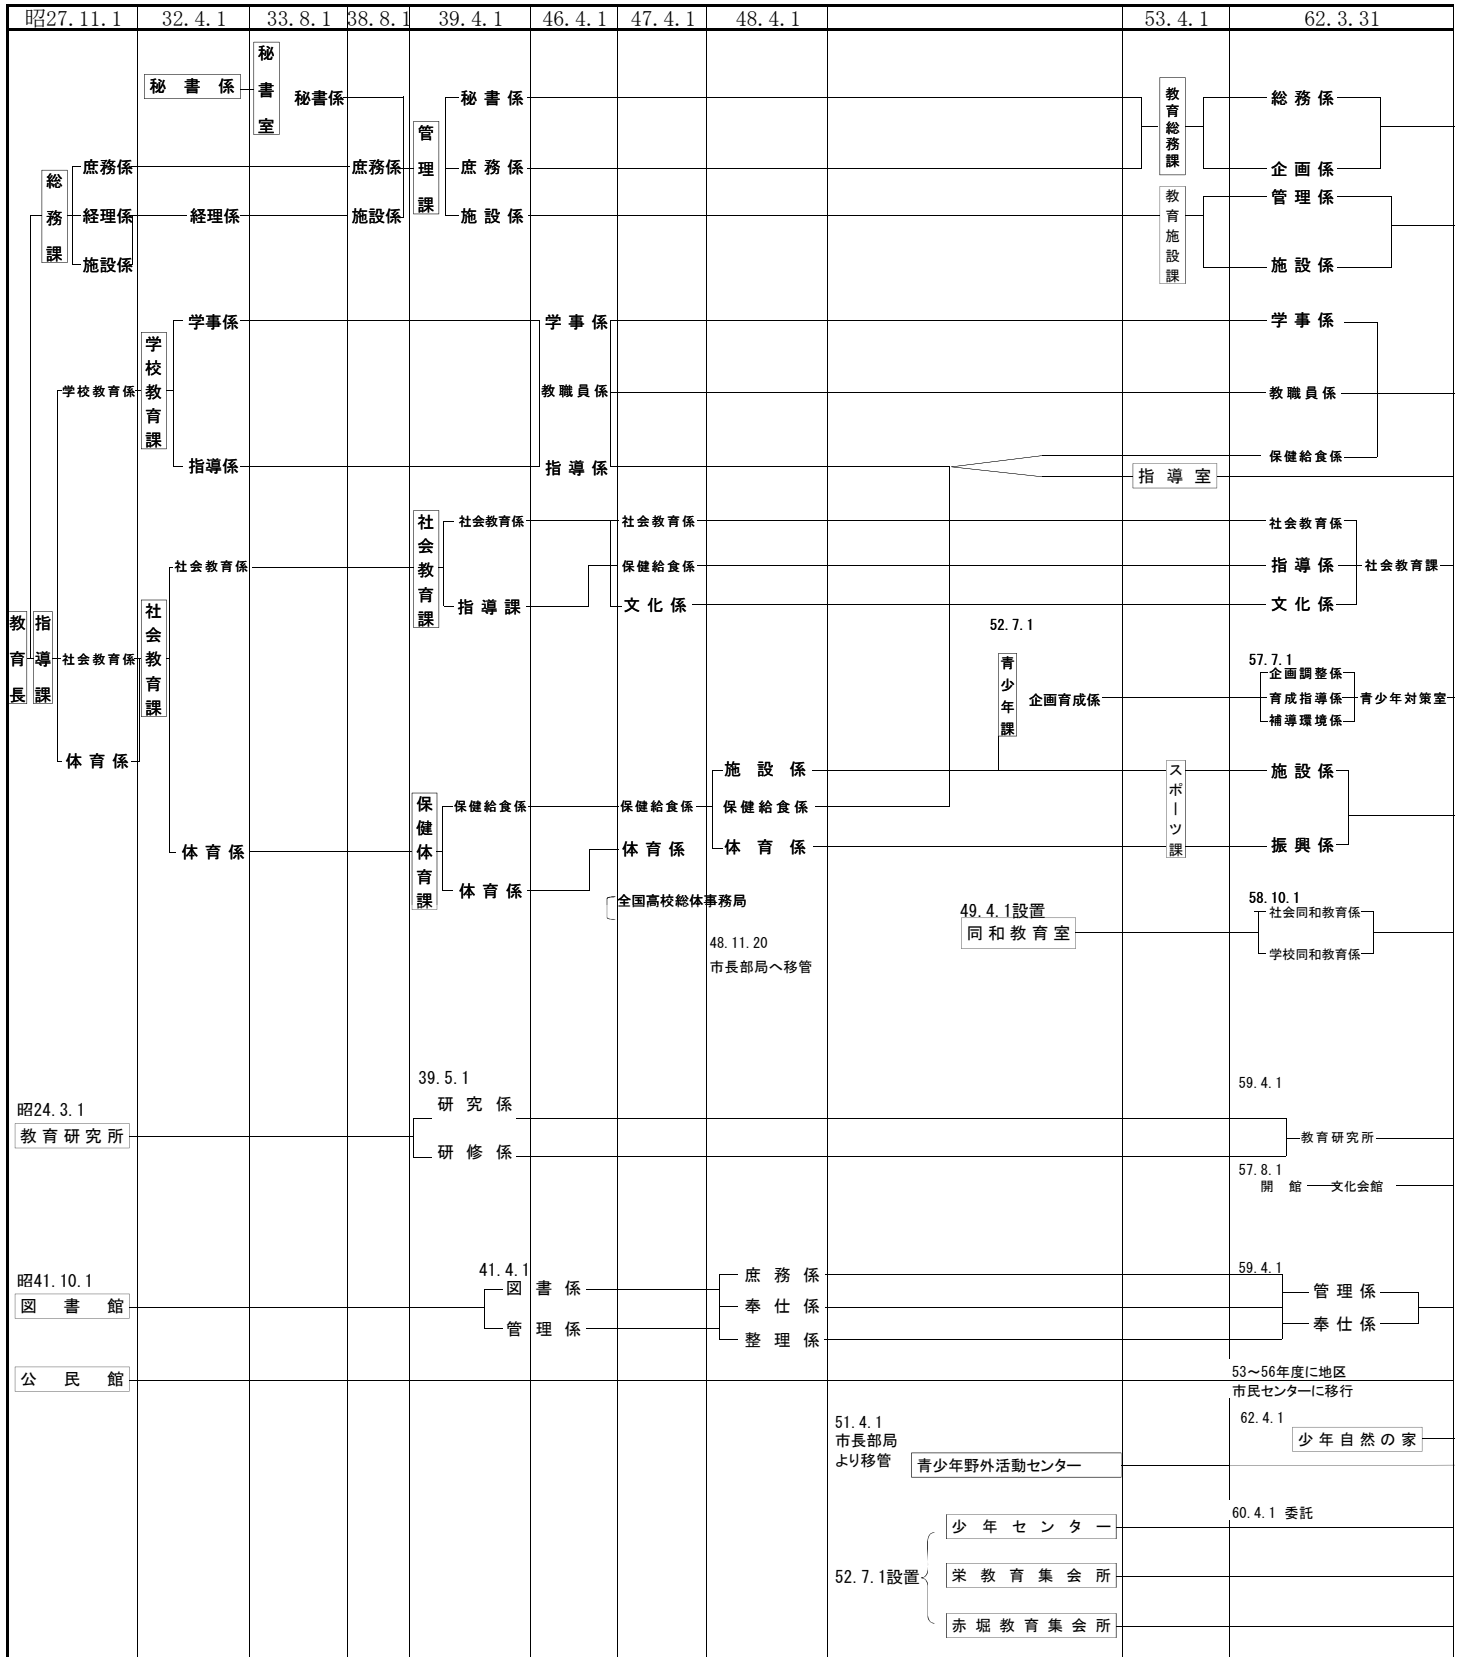 昭27.11.1 32.4.1 33.8.1 38.8.1 39.4.1 46.4.1 47.4.1 48.4.1 53.4.1 62.3.31
秘書係 秘書室 秘書係 秘書係 教育総務課 総務係
総務課 庶務係 庶務係 管理課 庶務係 企画係
経理係 経理係 施設係 施設係 教育施設課 管理係
施設係 施設係
学校教育課 学事係 学事係 学事係
学校教育係 教職員係 教職員係
指導係 指導係 保健給食係
指導室
社会教育課 社会教育係 社会教育係 社会教育係
社会教育係 保健給食係 指導係 社会教育課
指導課 文化係 文化係
52.7.1
教育長 指導課 社会教育係 社会教育課 青少年課 57.7.1
企画調整係
企画育成係 育成指導係 青少年対策室
補導環境係
体育係 施設係 スポーツ課 施設係
保健体育課 保健給食係 保健給食係 保健給食係
体育係 体育係 体育係 振興係
体育係
全国高校総体事務局 58.10.1
49.4.1設置 社会同和教育係
同和教育室
48.11.20 学校同和教育係
市長部局へ移管
39.5.1 59.4.1
昭24.3.1 研究係
教育研究所 教育研究所
研修係
57.8.1
開館 文化会館
昭41.10.1 41.4.1 庶務係 59.4.1
図書係 管理係
図書館 奉仕係
管理係 奉仕係
整理係
公民館 53～56年度に地区
市民センターに移行
51.4.1 62.4.1
市長部局 少年自然の家
より移管 青少年野外活動センター
60.4.1 委託
少年センター
52.7.1設置 栄教育集会所
赤堀教育集会所